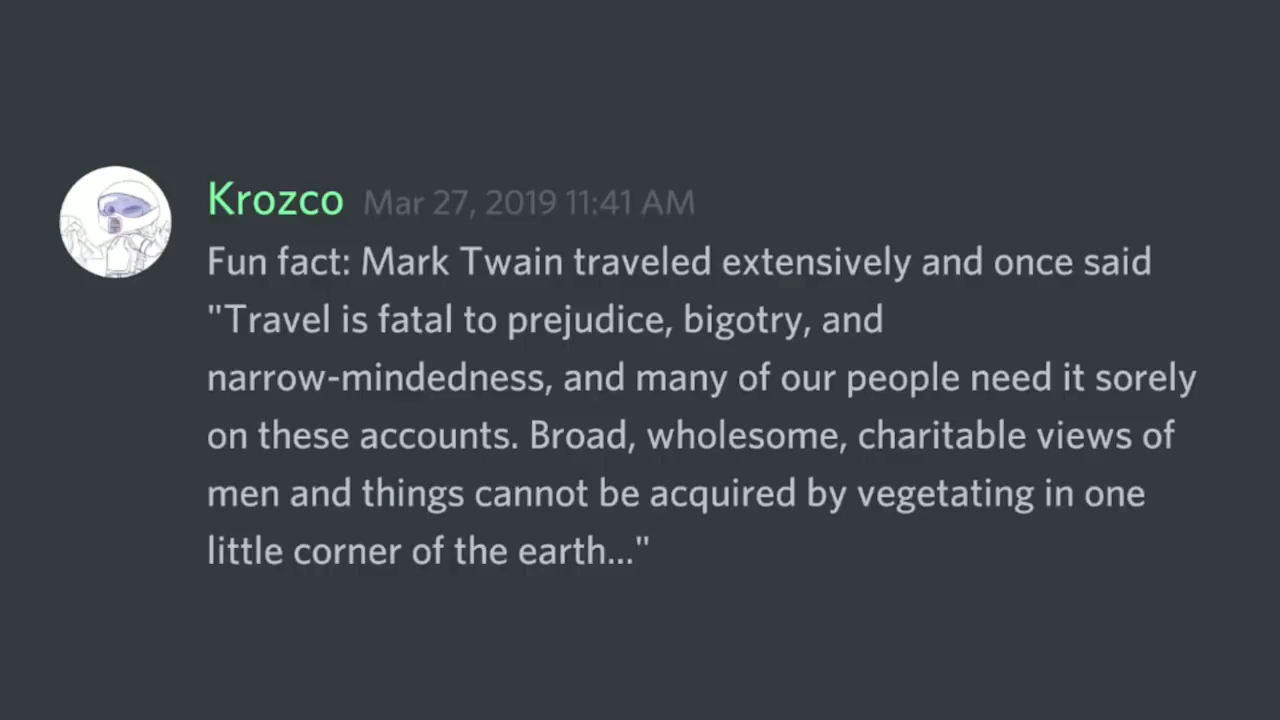 Krozco Mar 27, 2019 11:41 AM
Fun fact: Mark Twain traveled extensively and once said
"Travel is fatal to prejudice, bigotry, and
narrow-mindedness, and many of our people need it sorely
on these accounts. Broad, wholesome, charitable views of
men and things cannot be acquired by vegetating in one
little corner of the earth..."